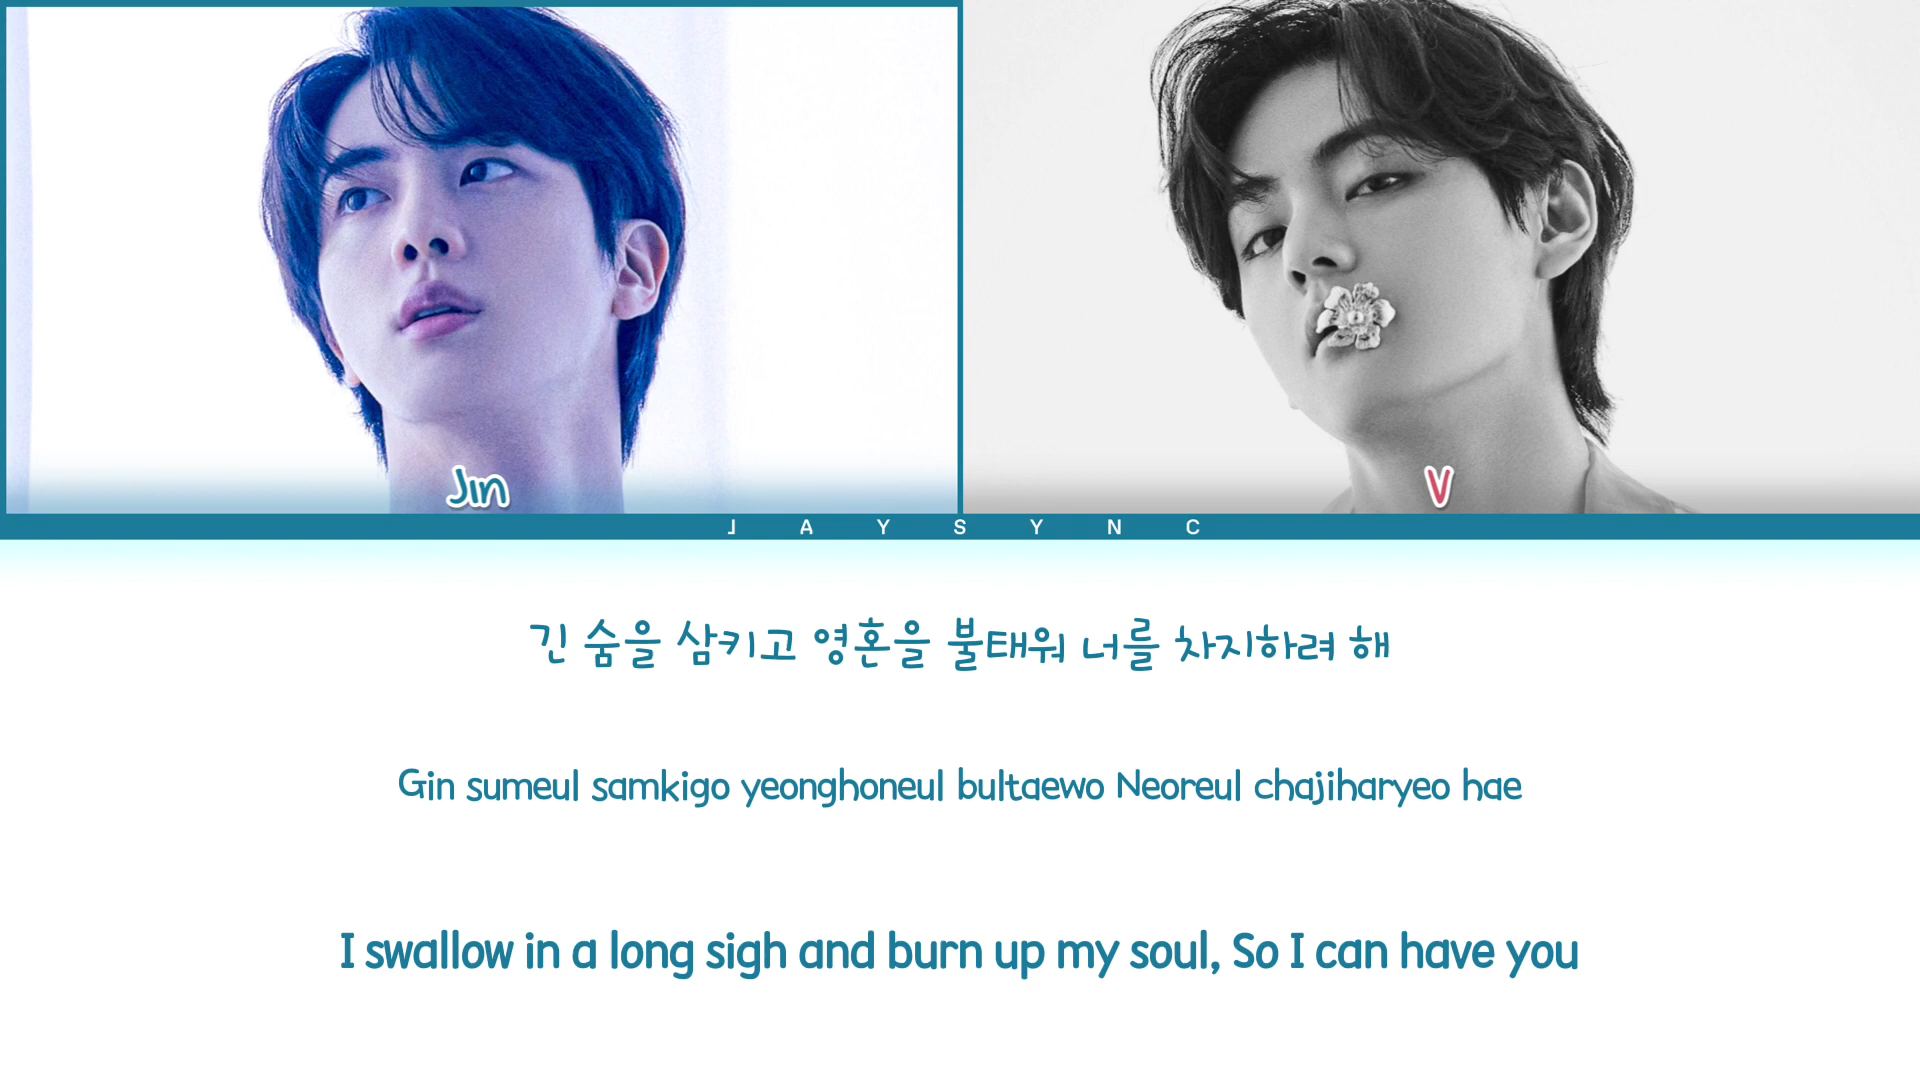 Jin
V
JAYSYNC
긴 숨을 삼키고 영혼을 불태워 너를 차지하려 해
Gin sumeul samkigo yeonghoneul bultaewo Neoreul chajiharyeo hae
I swallow in a long sigh and burn up my soul, So I can have you